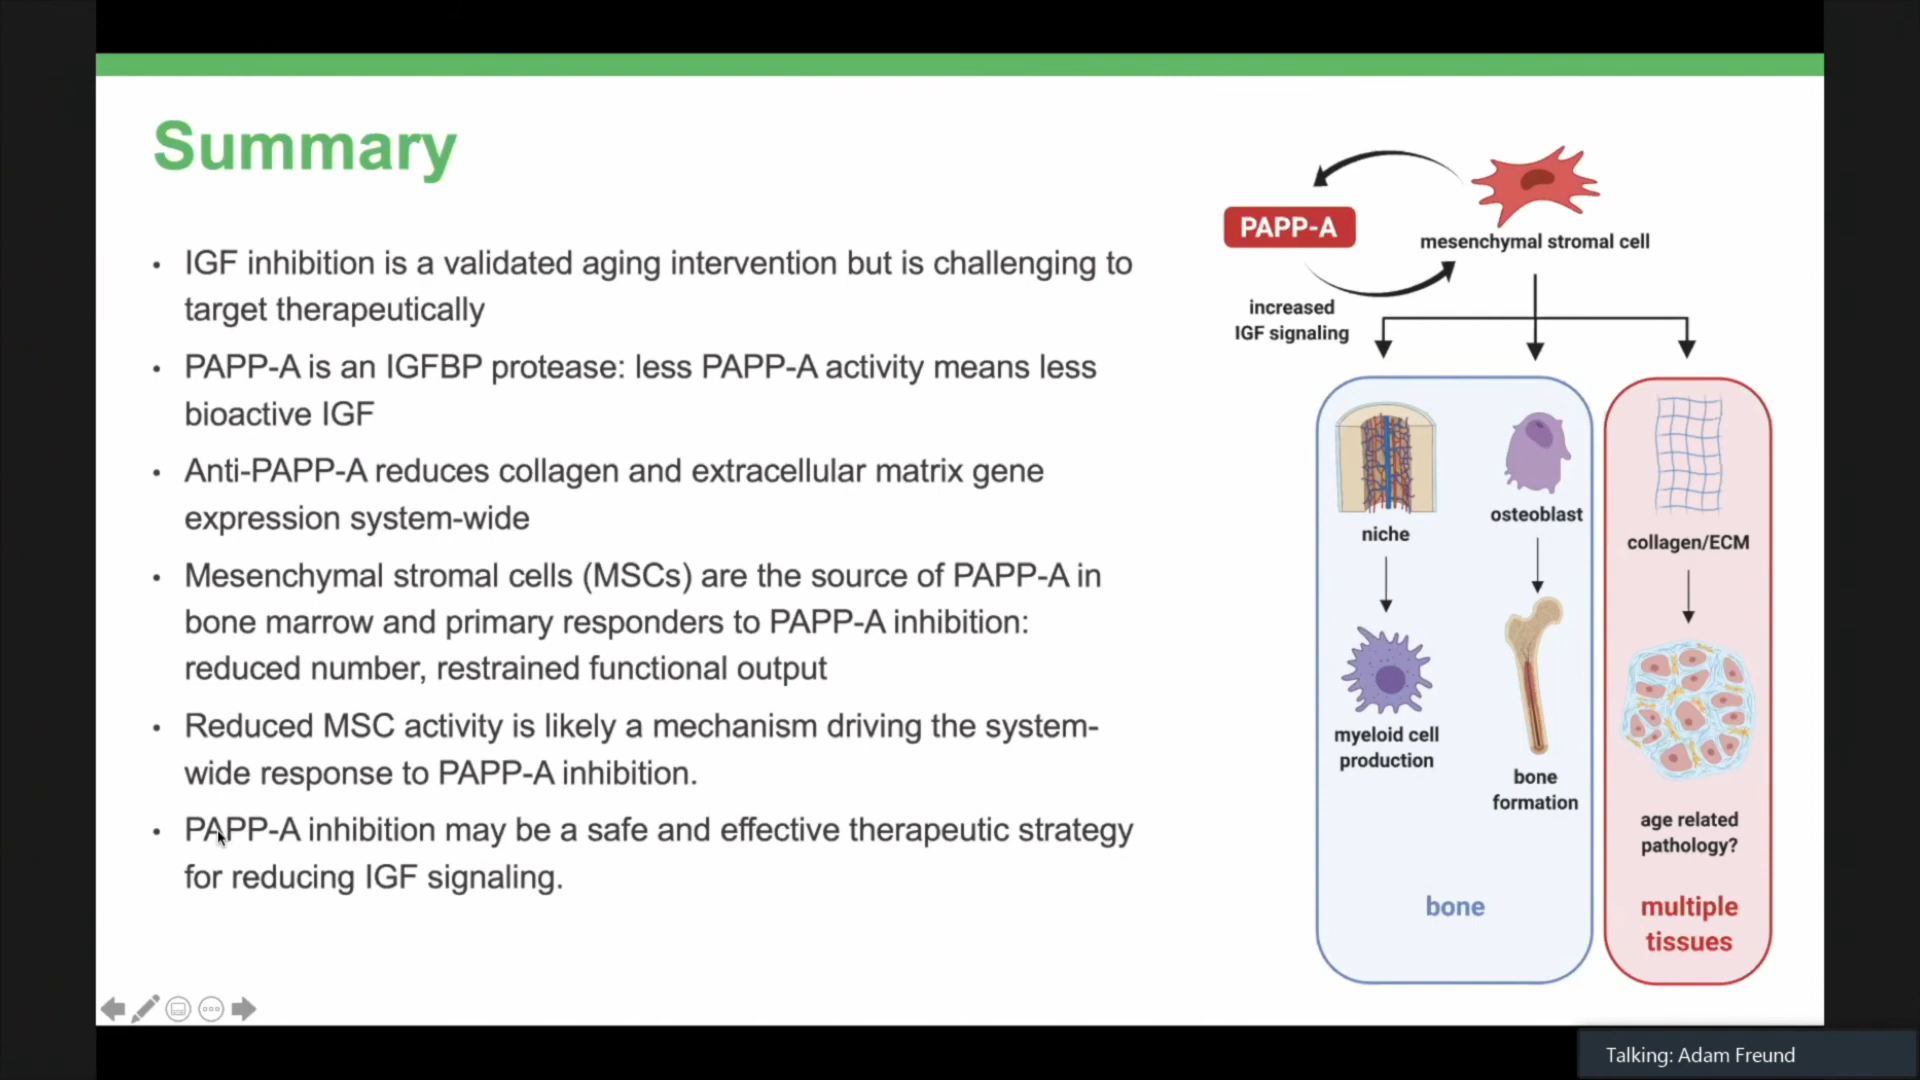 Summary
• IGF inhibition is a validated aging intervention but is challenging to
target therapeutically
• PAPP-A is an IGFBP protease: less PAPP-A activity means less
bioactive IGF
• Anti-PAPP-A reduces collagen and extracellular matrix gene
expression system-wide
• Mesenchymal stromal cells (MSCs) are the source of PAPP-A in
bone marrow and primary responders to PAPP-A inhibition:
reduced number, restrained functional output
• Reduced MSC activity is likely a mechanism driving the system-
wide response to PAPP-A inhibition.
• PAPP-A inhibition may be a safe and effective therapeutic strategy
for reducing IGF signaling.
PAPP-A
mesenchymal stromal cell
increased
IGF signaling
niche
myeloid cell
production
osteoblast
bone
formation
bone
collagen/ECM
age related
pathology?
multiple
tissues
Talking: Adam Freund